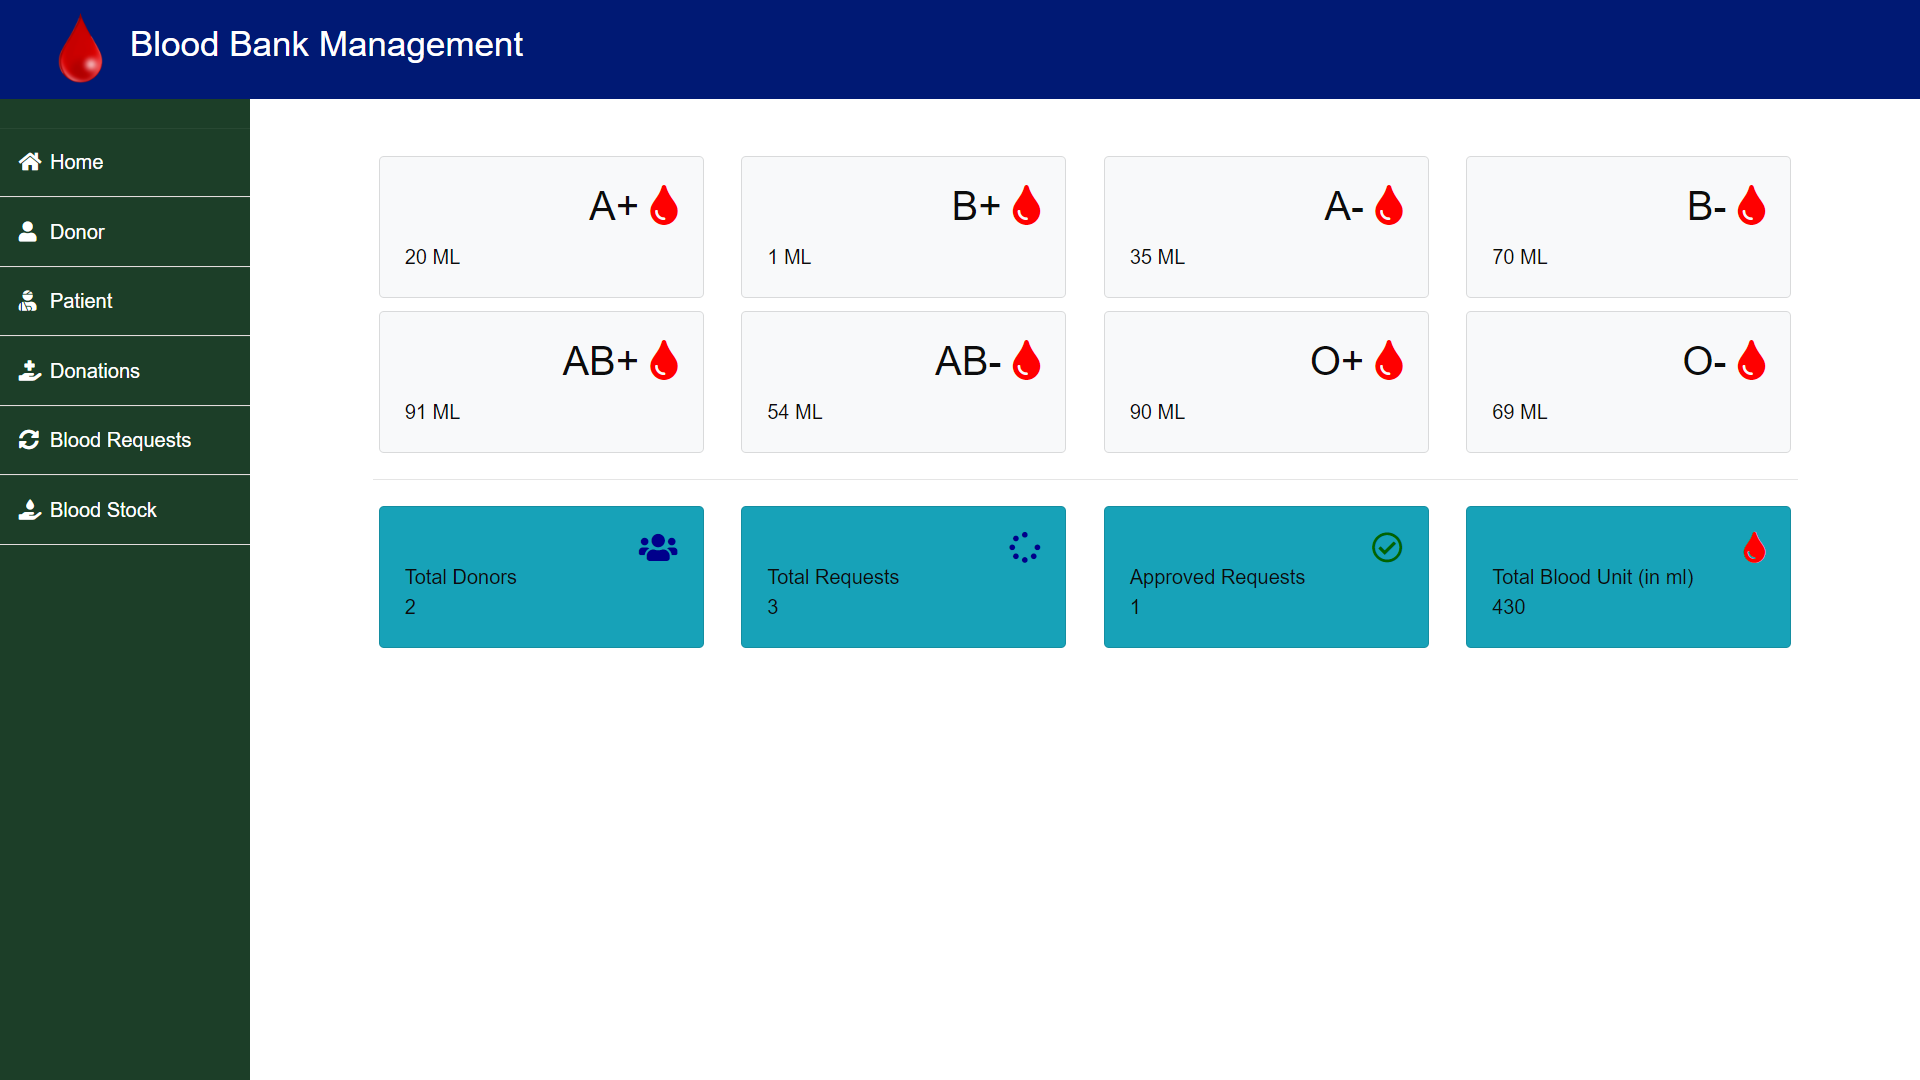 Blood Bank Management
Home
Donor
Patient
Donations
Blood Requests
Blood Stock
A+
20 ML
B+
1 ML
A-
35 ML
B-
70 ML
AB+
91 ML
AB-
54 ML
O+
90 ML
O-
69 ML
Total Donors
2
Total Requests
3
Approved Requests
1
Total Blood Unit (in ml)
430